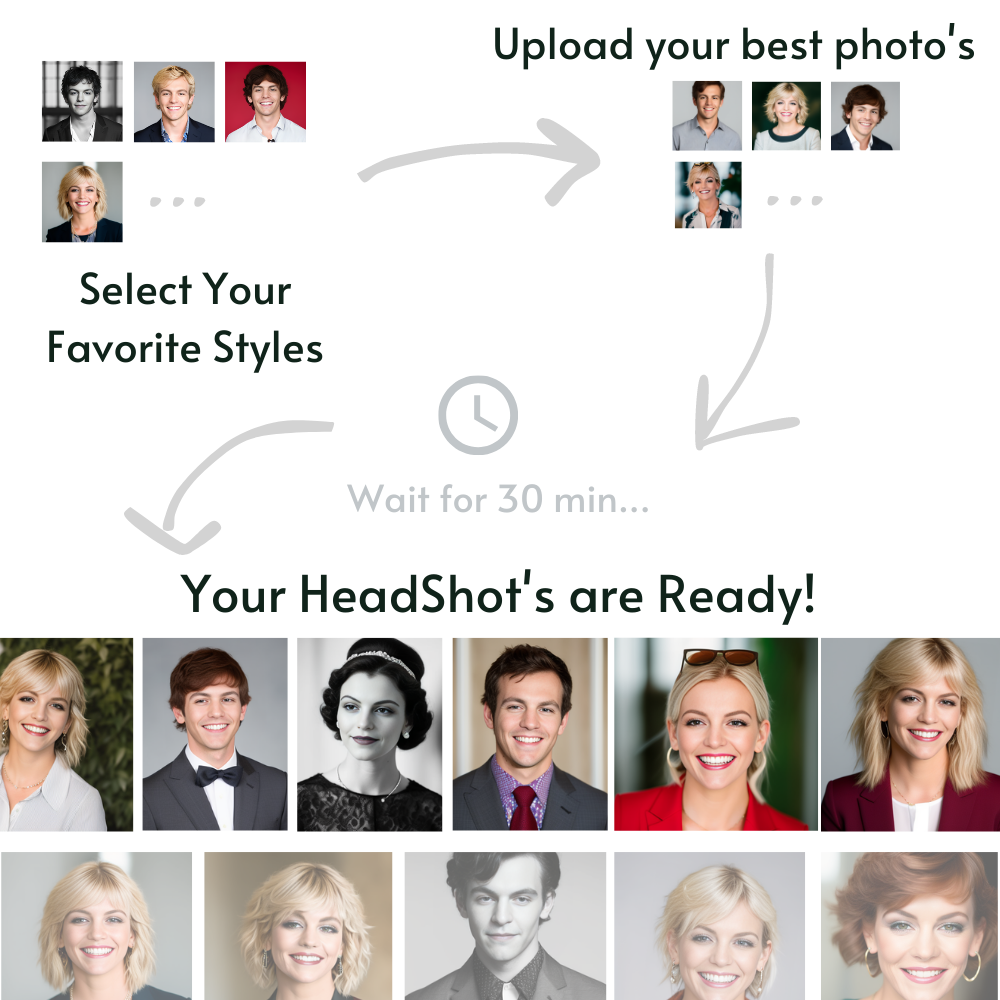 Upload your best photo's
...
...
Select Your
Favorite Styles
Wait for 30 min...
Your HeadShot's are Ready!